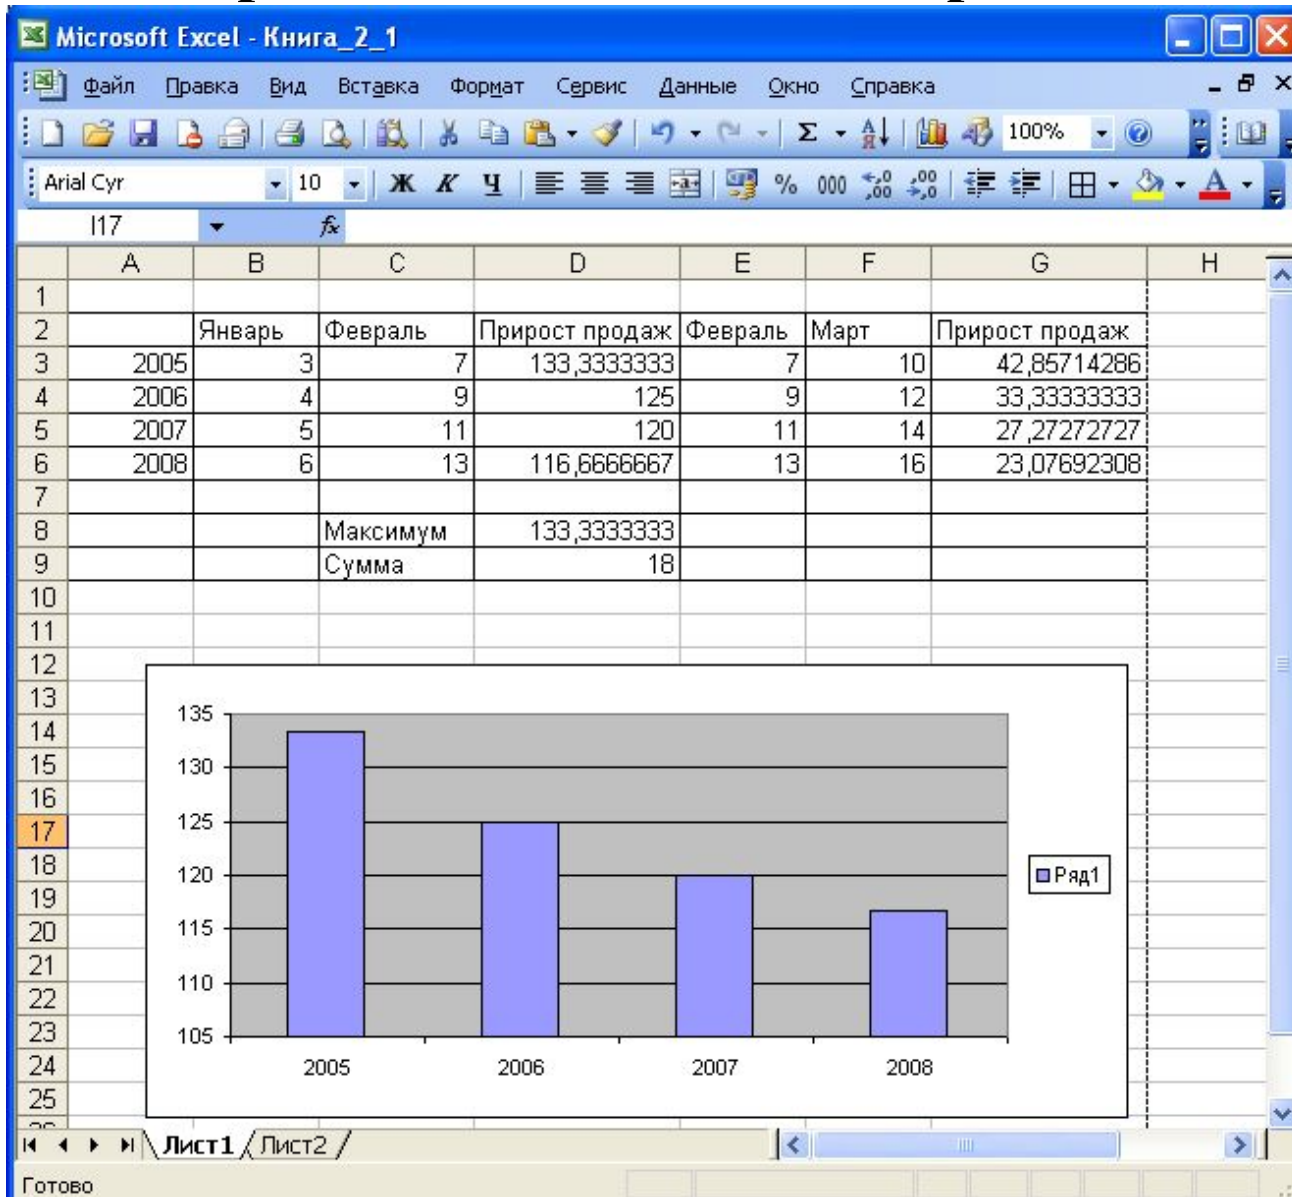 Microsoft Excel - Книга_2_1
Файл Правка Вид Вставка Формат Сервис Данные Окно Справка
100%
Arial Cyr 10 Ж К Ч % 000
I17 fx
A B C D E F G H
1
2 Январь Февраль Прирост продаж Февраль Март Прирост продаж
3 2005 3 7 133,3333333 7 10 42,85714286
4 2006 4 9 125 9 12 33,33333333
5 2007 5 11 120 11 14 27,27272727
6 2008 6 13 116,6666667 13 16 23,07692308
7
8 Максимум 133,3333333
9 Сумма 18
10
11
12
13
14
15
16
17
18
19
20
21
22
23
24
25
135
130
125
120
115
110
105
2005 2006 2007 2008
Ряд1
Лист1 Лист2
Готово